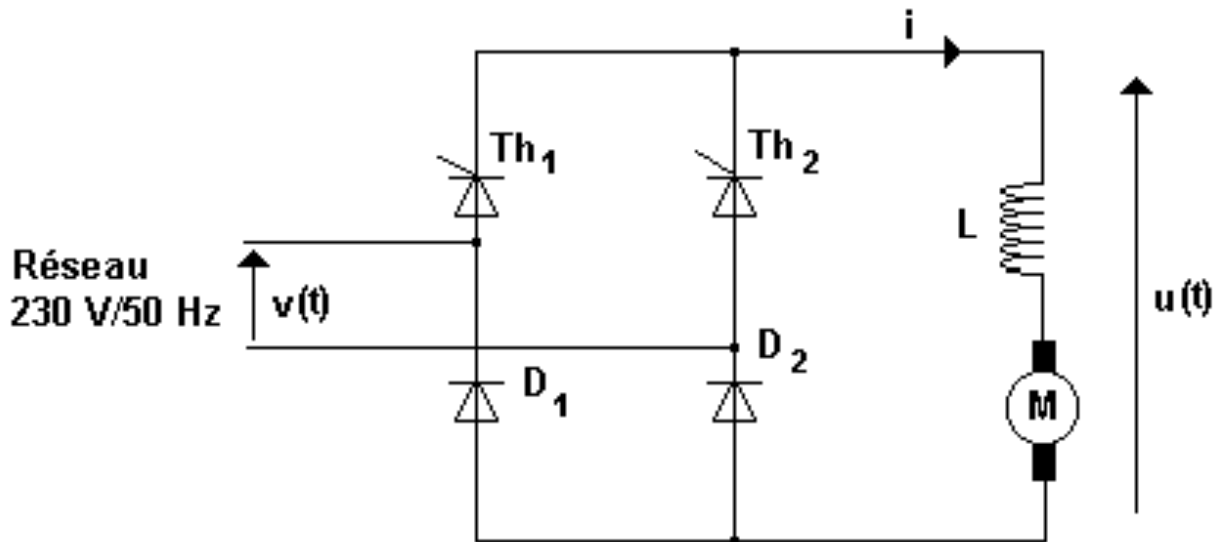 i
Th1
Th2
L
Réseau
230 V/50 Hz
v(t)
u(t)
D1
D2
M